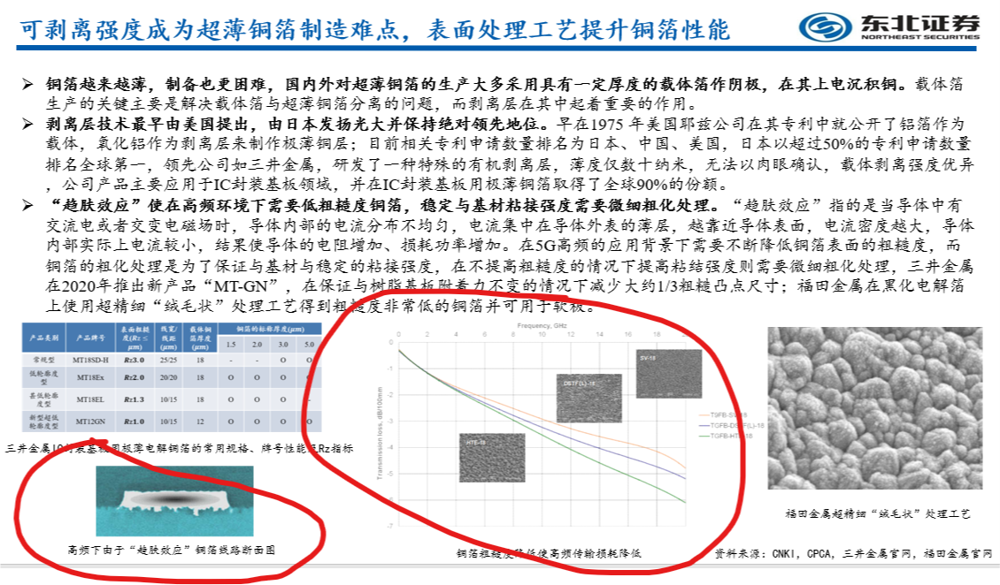 可剥离强度成为超薄铜箔制造难点，表面处理工艺提升铜箔性能
东北证券
NORTHEAST SECURITIES
➢ 铜箔越来越薄，制备也更困难，国内外对超薄铜箔的生产大多采用具有一定厚度的载体箔作阴极，在其上电沉积铜。载体箔
生产的关键主要是解决载体箔与超薄铜箔分离的问题，而剥离层在其中起着重要的作用。
➢ 剥离层技术最早由美国提出，由日本发扬光大并保持绝对领先地位。早在1975 年美国耶兹公司在其专利中就公开了铝箔作为
载体，氧化铝作为剥离层来制作极薄铜层；目前相关专利申请数量排名为日本、中国、美国，日本以超过50%的专利申请数量
排名全球第一，领先公司如三井金属，研发了一种特殊的有机剥离层，薄度仅数十纳米，无法以肉眼确认，载体剥离强度优异
，公司产品主要应用于IC封装基板领域，并在IC封装基板用极薄铜箔取得了全球90%的份额。
➢ “趋肤效应”使在高频环境下需要低粗糙度铜箔，稳定与基材粘接强度需要微细粗化处理。“趋肤效应”指的是当导体中有
交流电或者交变电磁场时，导体内部的电流分布不均匀，电流集中在导体外表的薄层，越靠近导体表面，电流密度越大，导体
内部实际上电流较小，结果使导体的电阻增加、损耗功率增加。在5G高频的应用背景下需要不断降低铜箔表面的粗糙度，而
铜箔的粗化处理是为了保证与基材与稳定的粘接强度，在不提高粗糙度的情况下提高粘结强度则需要微细粗化处理，三井金属
在2020年推出新产品“MT-GN”，在保证与树脂基板附着力不变的情况下减少大约1/3粗糙凸点尺寸；福田金属在黑化电解箔
上使用超精细“绒毛状”处理工艺得到粗糙度非常低的铜箔并可用于软板。
产品类别 产品牌号 表面粗糙度(Rz ≤ μm) 线宽/线距(μm) 载体铜箔厚度(μm) 铜箔的标称厚度(μm)
1.5 2.0 3.0 5.0
常规型 MT18SD-H Rz3.0 25/25 18 - - O O
低轮廓度型 MT18Ex Rz2.0 20/20 18 O O O
甚低轮廓度型 MT18EL Rz1.3 10/15 18 O O O -
新型超低轮廓度型 MT12GN Rz1.0 10/15 12 O O O O
三井金属IC封装基板用极薄电解铜箔的常用规格、牌号性能及Rz指标
高频下由于“趋肤效应”铜箔线路断面图
Frequency, GHz
0 2 4 6 8 10 12 14 16 18
Transmission loss, dB/100mm
0
-1
-2
-3
-4
-5
-7
SV-18
DSTF(L)-18
HTE-18
TGFB-SV-18
TGFB-DSTF(L)-18
TGFB-HTE-18
铜箔粗糙度降低使高频传输损耗降低
福田金属超精细“绒毛状”处理工艺
资料来源：CNKI，CPCA，三井金属官网，福田金属官网